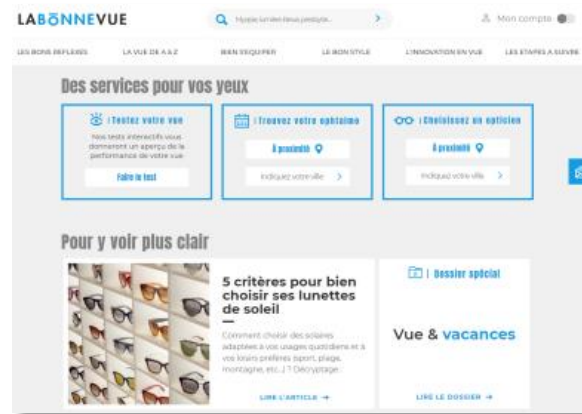 LABONNEVUE
Mon compte
LES BONS RÉFLEXES
LA VUE DE A À Z
BIEN S'ÉQUIPER
LE BON STYLE
L'INNOVATION EN VUE
LES ÉTAPES À SUIVRE
Des services pour vos yeux
Testez votre vue
Nos tests interactifs vous
donneront un aperçu de la
performance de votre vue
Faire le test
Trouvez votre ophtalmo
À proximité
Indiquez votre ville
Choisissez un opticien
À proximité
Indiquez votre ville
Pour y voir plus clair
5 critères pour bien
choisir ses lunettes
de soleil
Comment choisir des solaires
adaptées à vos usages quotidiens et à
vos loisirs préférés (sport, plage,
montagne, etc...) ? Décryptage.
LIRE L'ARTICLE →
Dossier spécial
Vue & vacances
LIRE LE DOSSIER →